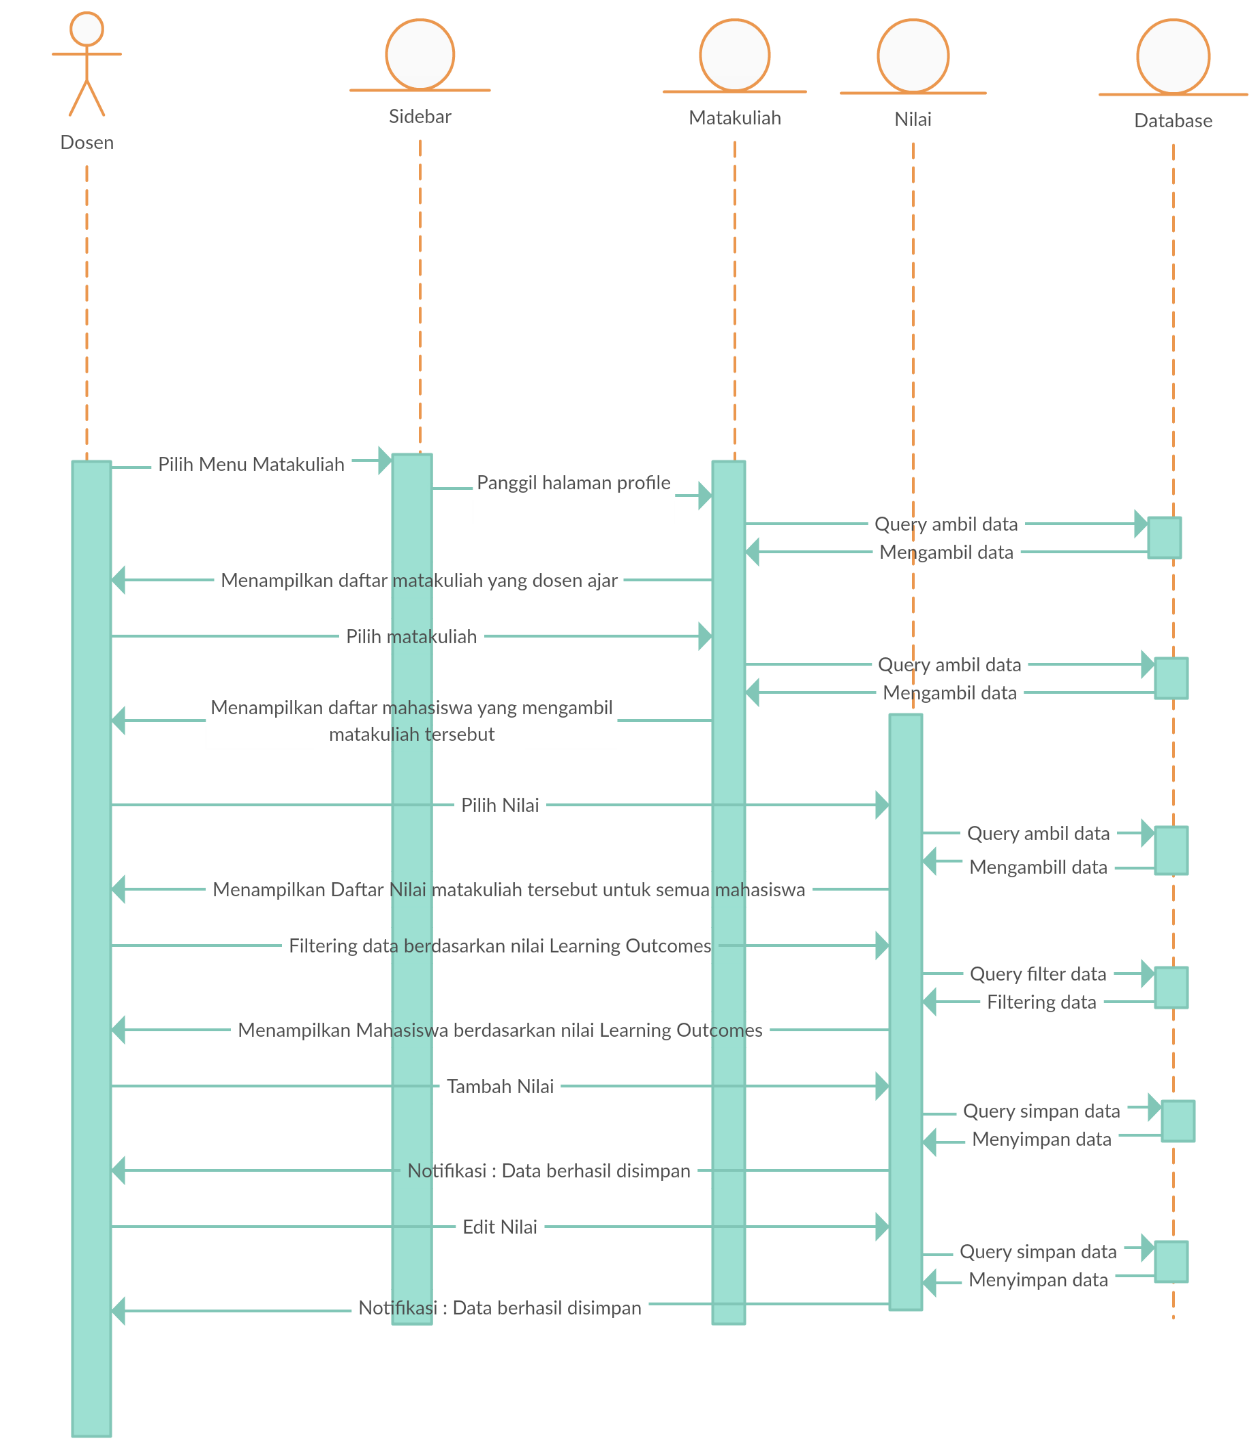 Dosen
Sidebar
Matakuliah
Nilai
Database
Pilih Menu Matakuliah
Panggil halaman profile
Query ambil data
Mengambil data
Menampilkan daftar matakuliah yang dosen ajar
Pilih matakuliah
Query ambil data
Mengambil data
Menampilkan daftar mahasiswa yang mengambil
matakuliah tersebut
Pilih Nilai
Query ambil data
Mengambill data
Menampilkan Daftar Nilai matakuliah tersebut untuk semua mahasiswa
Filtering data berdasarkan nilai Learning Outcomes
Query filter data
Filtering data
Menampilkan Mahasiswa berdasarkan nilai Learning Outcomes
Tambah Nilai
Query simpan data
Menyimpan data
Notifikasi : Data berhasil disimpan
Edit Nilai
Query simpan data
Menyimpan data
Notifikasi : Data berhasil disimpan